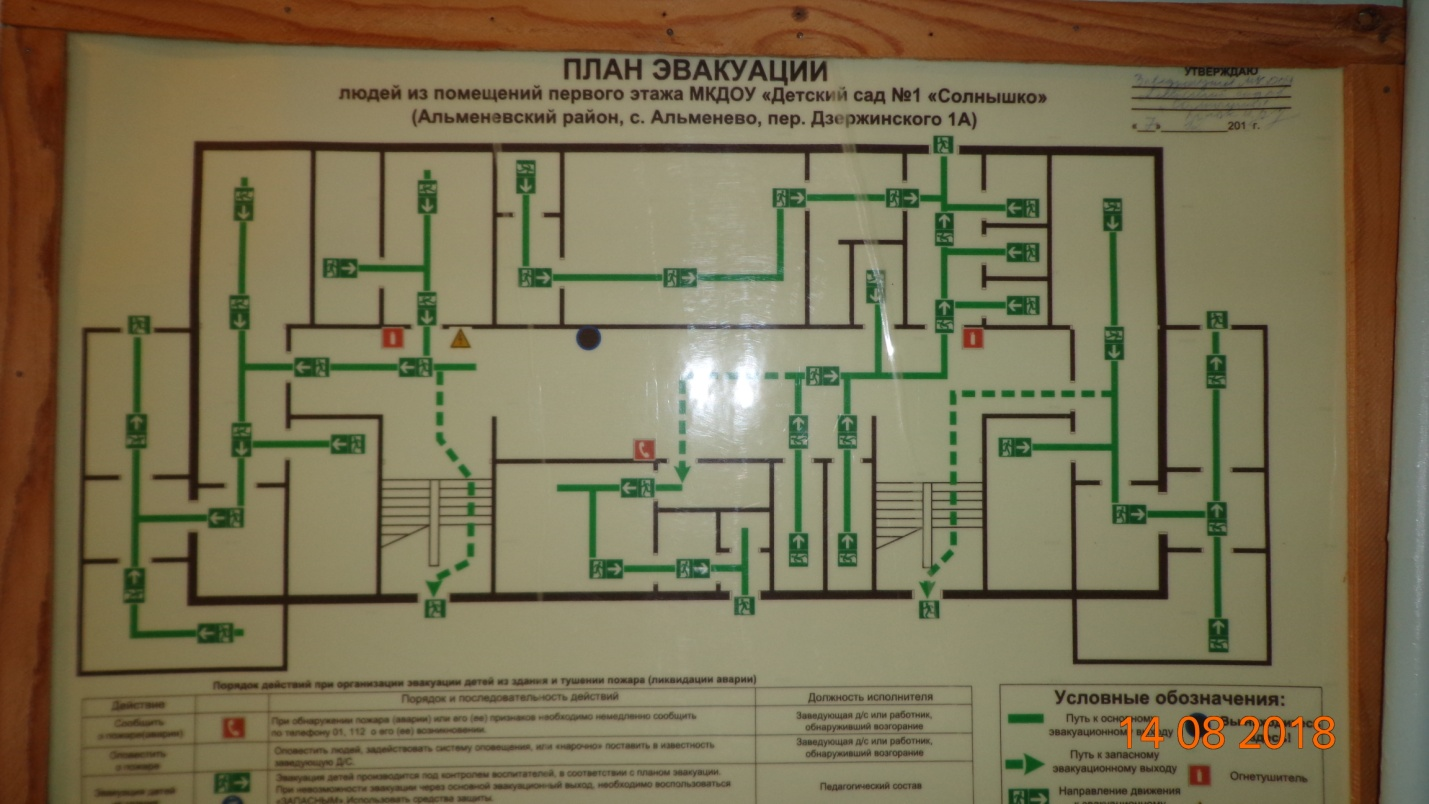 ПЛАН ЭВАКУАЦИИ
людей из помещений первого этажа МКДОУ «Детский сад №1 «Солнышко»
(Альменевский район, с. Альменево, пер. Дзержинского 1А)
УТВЕРЖДАЮ
201 г.
Порядок действий при организации эвакуации детей из здания и тушении пожара (ликвидации аварии)
Действие
Порядок и последовательность действий
Должность исполнителя
Сообщить
о пожаре(аварии)
При обнаружении пожара (аварии) или его (ее) признаков необходимо немедленно сообщить
по телефону 01, 112 о его (ее) возникновении.
Заведующая д/с или работник,
обнаруживший возгорание
Оповестить
о пожаре
Оповестить людей, задействовать систему оповещения, или «нарочно» поставить в известность
заведующую Д/С.
Заведующая д/с или работник,
обнаруживший возгорание
Эвакуация детей
Эвакуация детей производится под контролем воспитателей, в соответствии с планом эвакуации.
При невозможности эвакуации через основной эвакуационный выход, необходимо воспользоваться
«ЗАПАСНЫМ» Использовать средства защиты.
Педагогический состав
Условные обозначения:
Путь к основному
эвакуационному выходу
Путь к запасному
эвакуационному выходу
Огнетушитель
Направление движения
14 08 2018